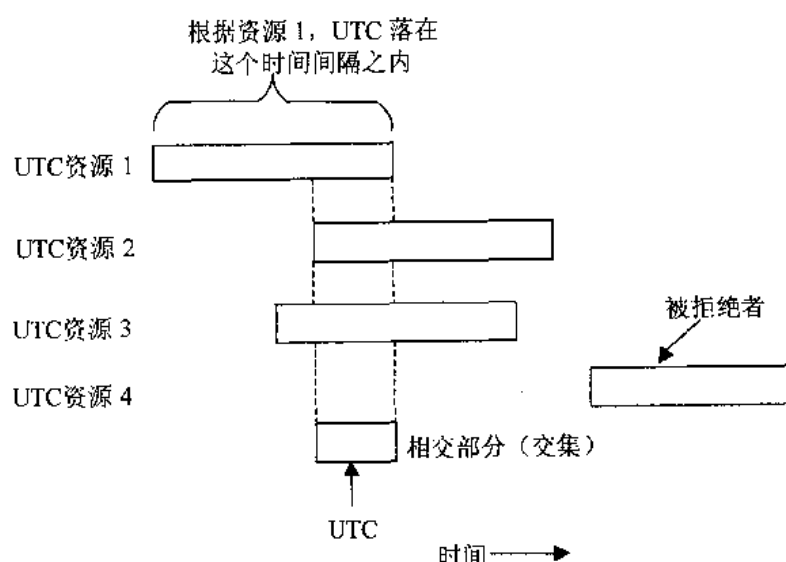 根据资源 1，UTC 落在
这个时间间隔之内
UTC资源 1
UTC资源 2
UTC资源 3
被拒绝者
UTC资源 4
相交部分（交集）
UTC
时间